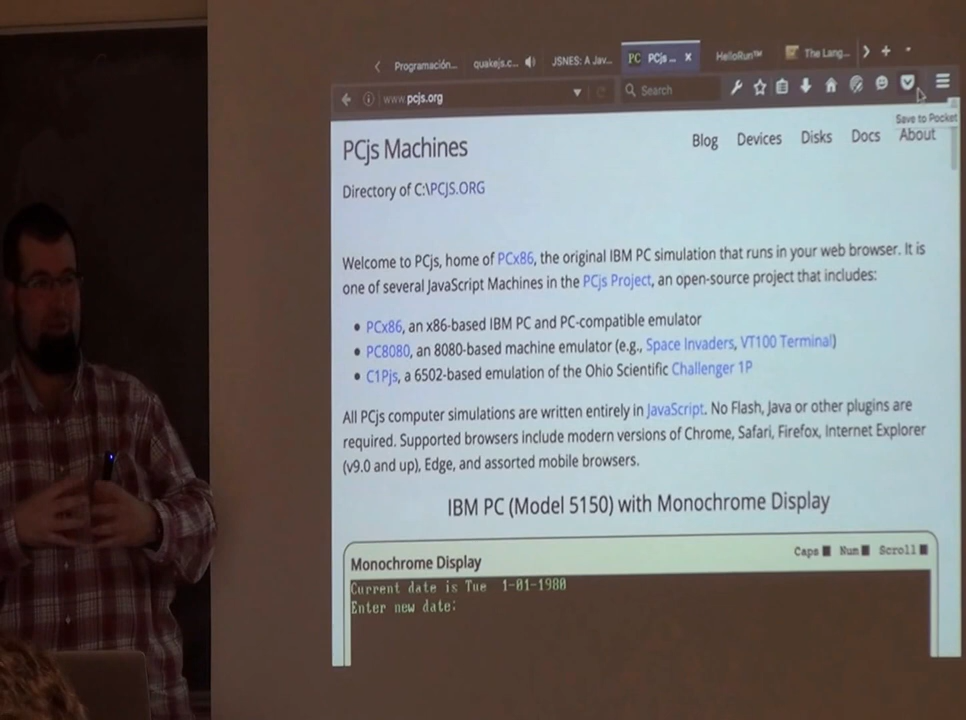 Programación... quakejs.c... JSNES: A Jav... PC PCjs ... HelloRun™ The Lang...
www.pcjs.org Search
Save to Pocket
PCjs Machines Blog Devices Disks Docs About
Directory of C:\PCJS.ORG
Welcome to PCjs, home of PCx86, the original IBM PC simulation that runs in your web browser. It is
one of several JavaScript Machines in the PCjs Project, an open-source project that includes:
• PCx86, an x86-based IBM PC and PC-compatible emulator
• PC8080, an 8080-based machine emulator (e.g., Space Invaders, VT100 Terminal)
• C1Pjs, a 6502-based emulation of the Ohio Scientific Challenger 1P
All PCjs computer simulations are written entirely in JavaScript. No Flash, Java or other plugins are
required. Supported browsers include modern versions of Chrome, Safari, Firefox, Internet Explorer
(v9.0 and up), Edge, and assorted mobile browsers.
IBM PC (Model 5150) with Monochrome Display
Monochrome Display Caps Num Scroll
Current date is Tue 1-01-1980
Enter new date: